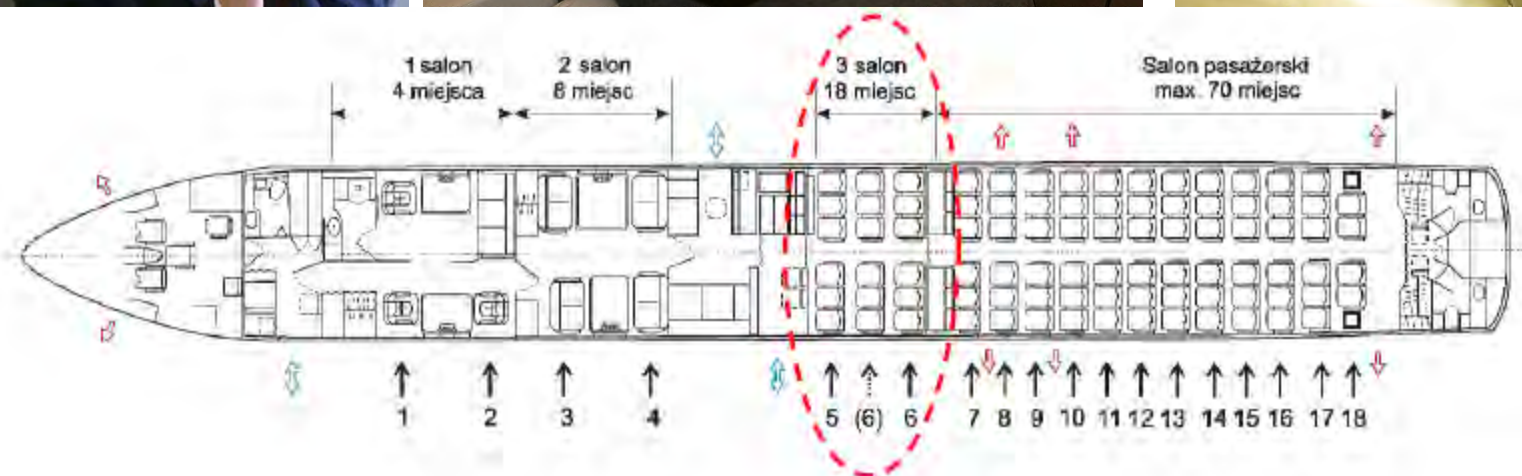 1 salon
4 miejsca
2 salon
8 miejsc
3 salon
18 miejsc
Salon pasażerski
max. 70 miejsc
1 2 3 4 5 (6) 6 7 8 9 10 11 12 13 14 15 16 17 18